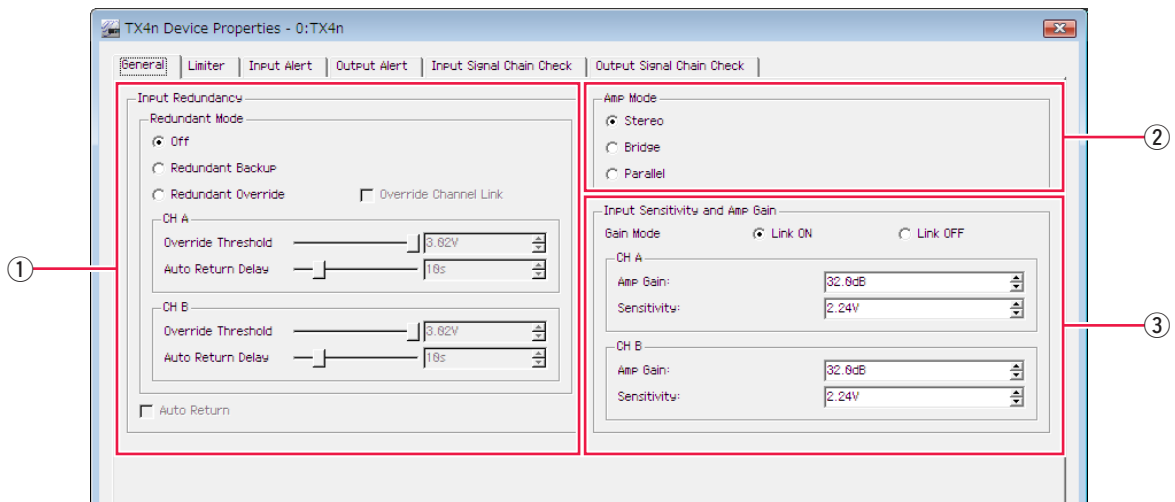 TX4n Device Properties - 0:TX4n
General Limiter Input Alert Output Alert Input Signal Chain Check Output Signal Chain Check
①
Input Redundancy
Redundant Mode
Off
Redundant Backup
Redundant Override Override Channel Link
CH A
Override Threshold 3.02V
Auto Return Delay 10s
CH B
Override Threshold 3.02V
Auto Return Delay 10s
Auto Return
②
Amp Mode
Stereo
Bridge
Parallel
③
Input Sensitivity and Amp Gain
Gain Mode Link ON Link OFF
CH A
Amp Gain: 32.0dB
Sensitivity: 2.24V
CH B
Amp Gain: 32.0dB
Sensitivity: 2.24V